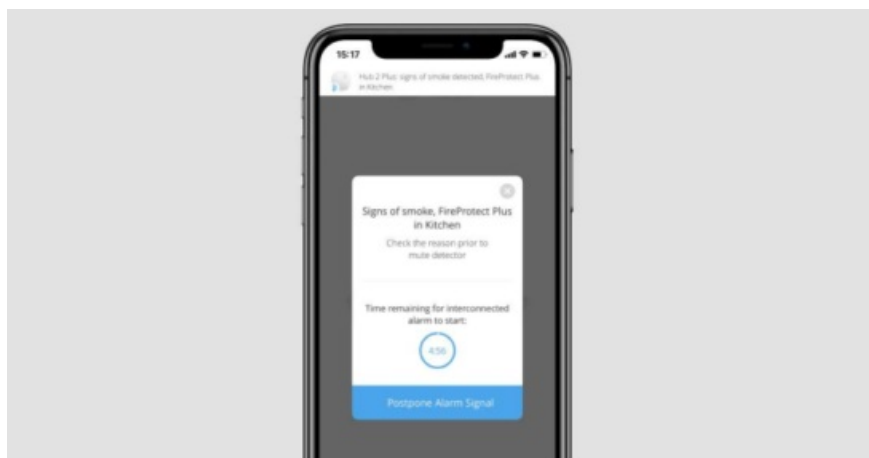 15:17
Hub 2 Plus: signs of smoke detected, FireProtect Plus
in Kitchen
Signs of smoke, FireProtect Plus
in Kitchen
Check the reason prior to
mute detector
Time remaining for interconnected
alarm to start:
4:56
Postpone Alarm Signal